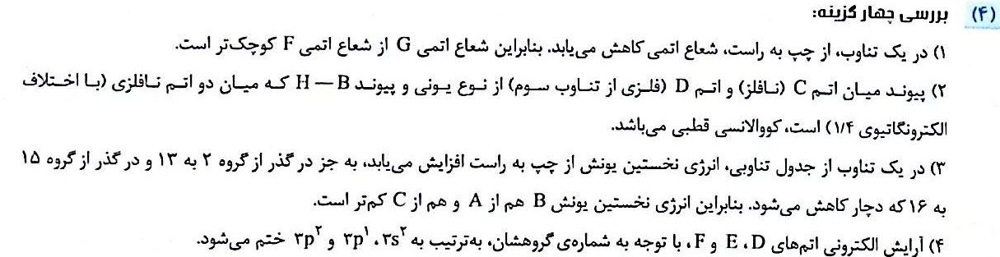 (۴) بررسی چهار گزینه:
۱) در یک تناوب، از چپ به راست، شعاع اتمی کاهش می‌یابد. بنابراین شعاع اتمی G از شعاع اتمی F کوچک‌تر است.
۲) پیوند میان اتم C (نافلز) و اتم D (فلزی از تناوب سوم) از نوع یونی و پیوند H — B که میان دو اتم نافلزی (با اختلاف
الکترونگاتیوی ۱/۴) است، کووالانسی قطبی می‌باشد.
۳) در یک تناوب از جدول تناوبی، انرژی نخستین یونش از چپ به راست افزایش می‌یابد، به جز در گذر از گروه ۲ به ۱۳ و در گذر از گروه ۱۵
به ۱۶ که دچار کاهش می‌شود. بنابراین انرژی نخستین یونش B هم از A و هم از C کم‌تر است.
۴) آرایش الکترونی اتم‌های E ،D و F، با توجه به شماره‌ی گروهشان، به‌ترتیب به ۳s²‎، ۳p¹‎ و ۳p²‎ ختم می‌شود.